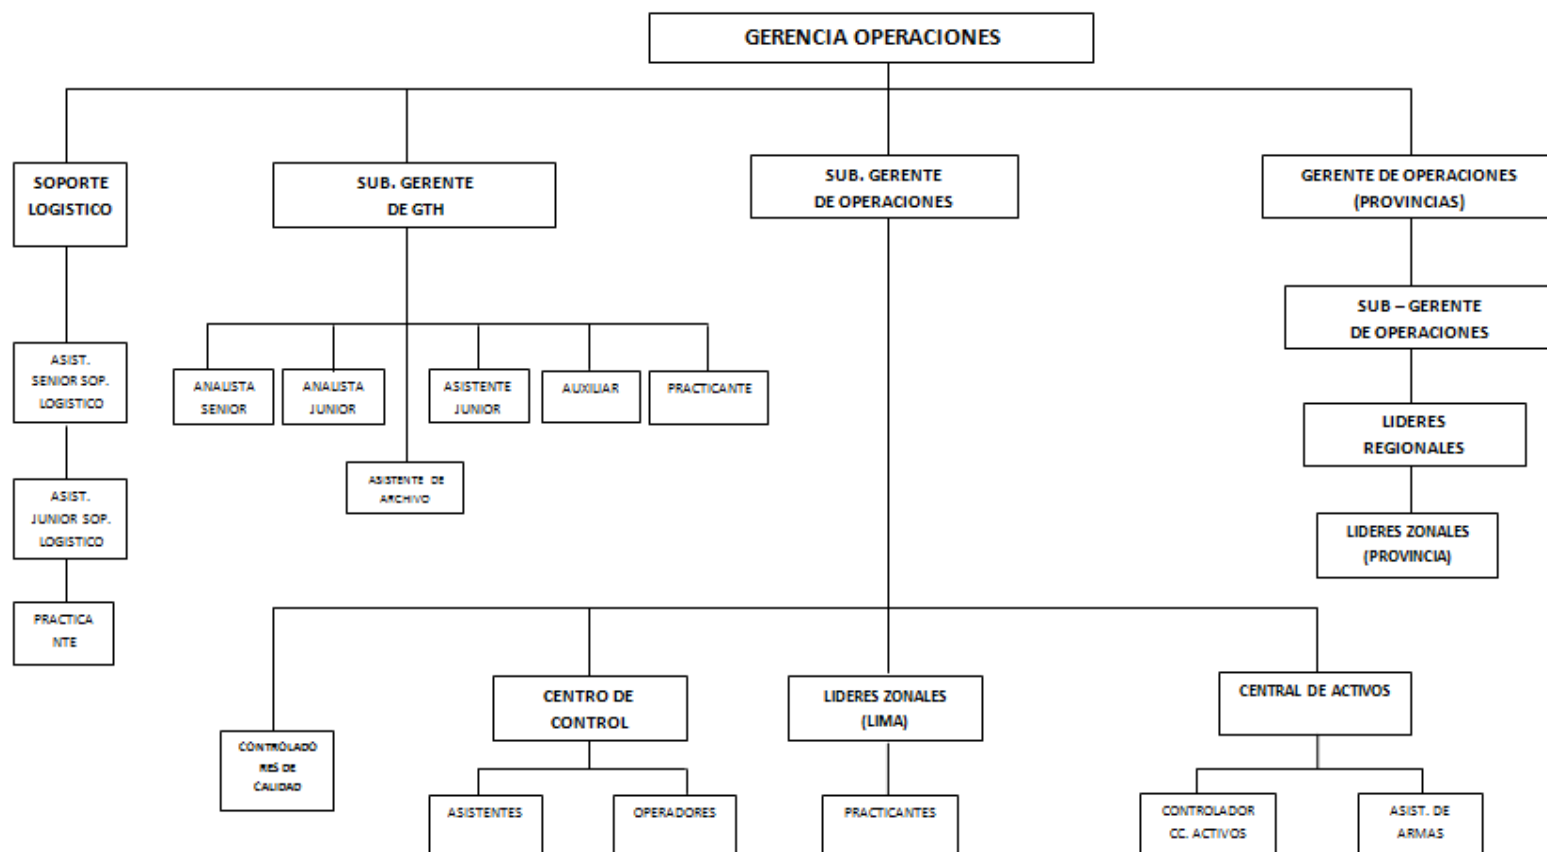 GERENCIA OPERACIONES
SOPORTE
LOGISTICO
SUB. GERENTE
DE GTH
SUB. GERENTE
DE OPERACIONES
GERENTE DE OPERACIONES
(PROVINCIAS)
SUB – GERENTE
DE OPERACIONES
ASIST.
SENIOR SOP.
LOGISTICO
ANALISTA
SENIOR
ANALISTA
JUNIOR
ASISTENTE
JUNIOR
AUXILIAR
PRACTICANTE
LIDERES
REGIONALES
ASISTENTE DE
ARCHIVO
ASIST.
JUNIOR SOP.
LOGISTICO
LIDERES ZONALES
(PROVINCIA)
PRACTICA
NTE
CONTROLADO
RES DE
CALIDAD
CENTRO DE
CONTROL
LIDERES ZONALES
(LIMA)
CENTRAL DE ACTIVOS
ASISTENTES
OPERADORES
PRACTICANTES
CONTROLADOR
CC. ACTIVOS
ASIST. DE
ARMAS